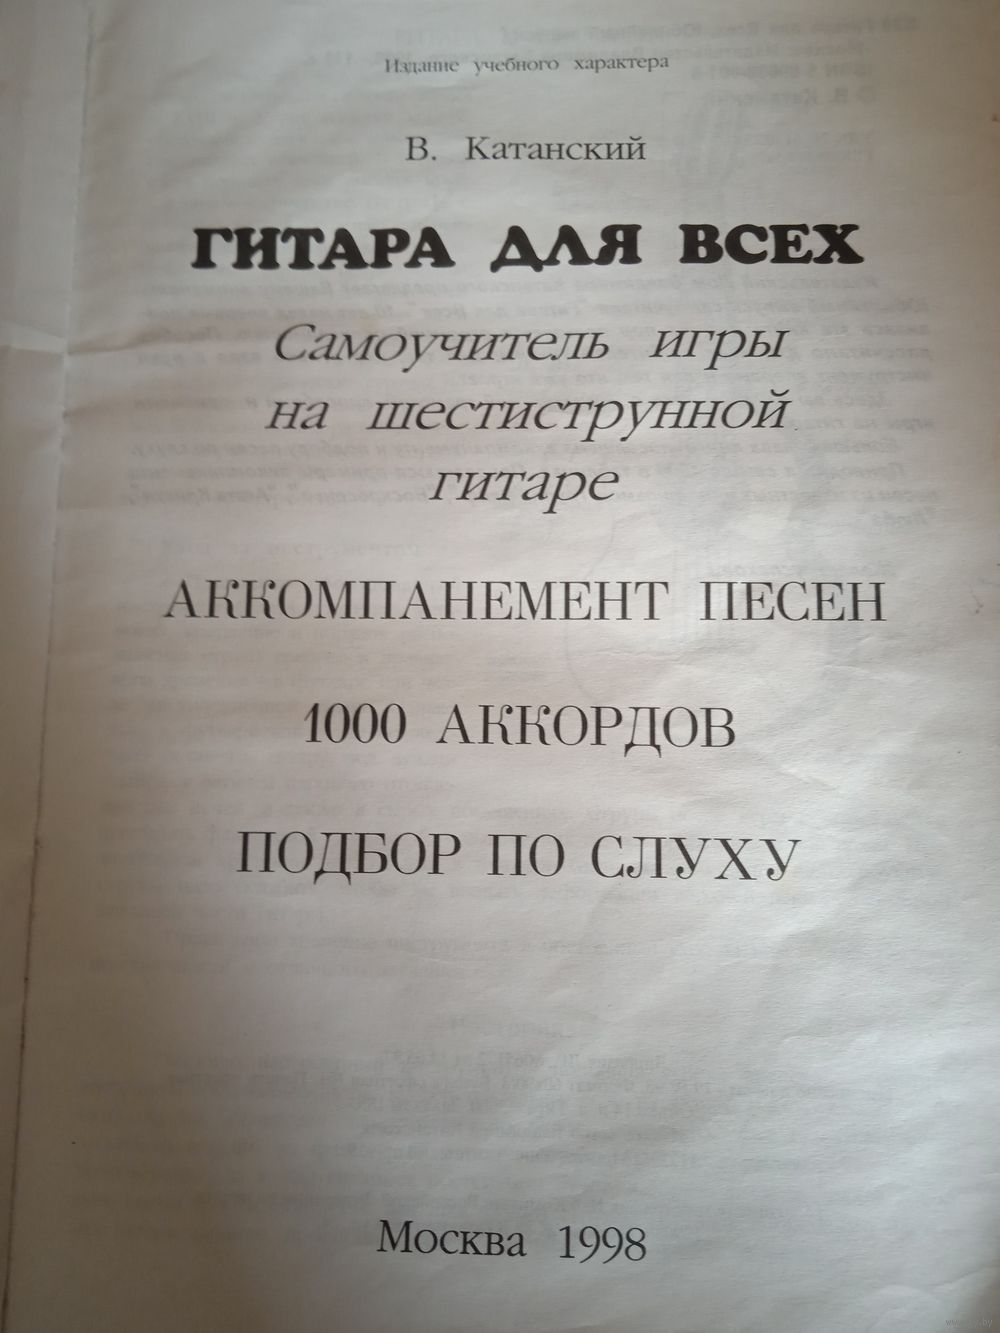 Издание учебного характера
В. Катанский
ГИТАРА ДЛЯ ВСЕХ
Самоучитель игры
на шестиструнной
гитаре
АККОМПАНЕМЕНТ ПЕСЕН
1000 АККОРДОВ
ПОДБОР ПО СЛУХУ
Москва 1998